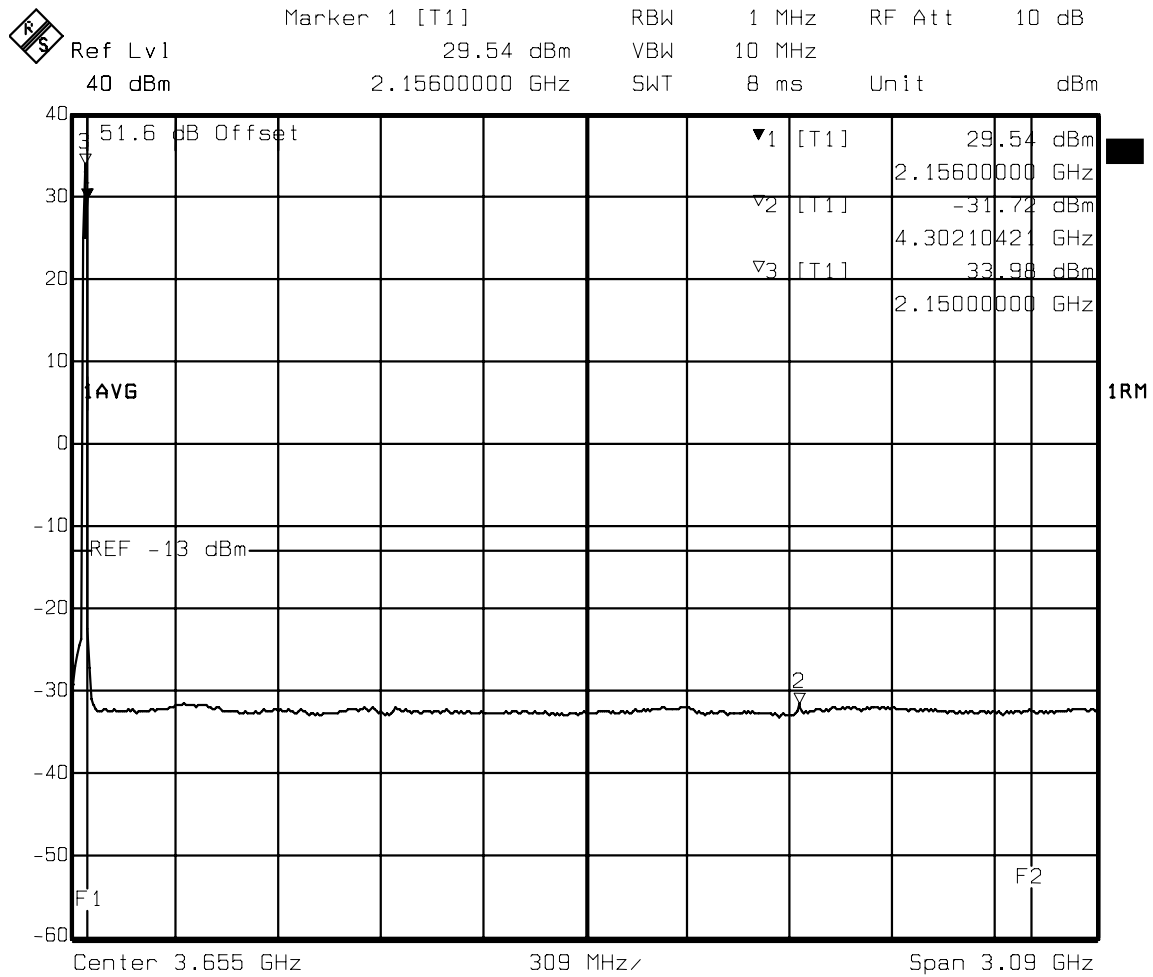 R S
Marker 1 [T1] RBW 1 MHz RF Att 10 dB
Ref Lvl 29.54 dBm VBW 10 MHz
40 dBm 2.15600000 GHz SWT 8 ms Unit dBm
40
51.6 dB Offset
▼1 [T1] 29.54 dBm
3
2.15600000 GHz
30
▽2 [T1] -31.72 dBm
4.30210421 GHz
20
▽3 [T1] 33.98 dBm
2.15000000 GHz
10
1AVG 1RM
0
-10
REF -13 dBm
-20
-30
2
-40
-50
F2
F1
-60
Center 3.655 GHz 309 MHz/ Span 3.09 GHz